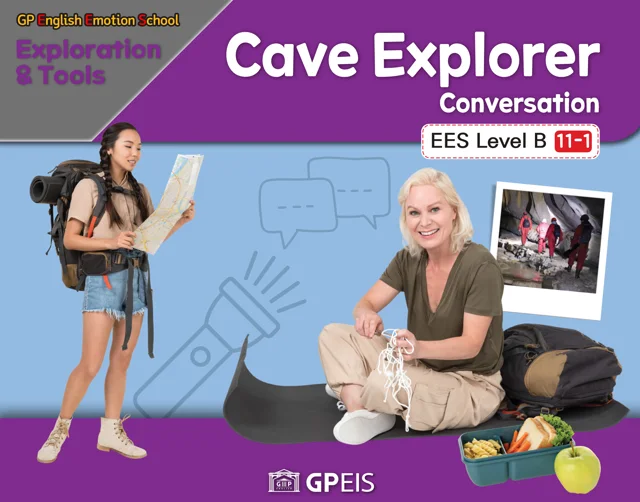 GP English Emotion School
Exploration
& Tools
Cave Explorer
Conversation
EES Level B 11-1
GPEIS